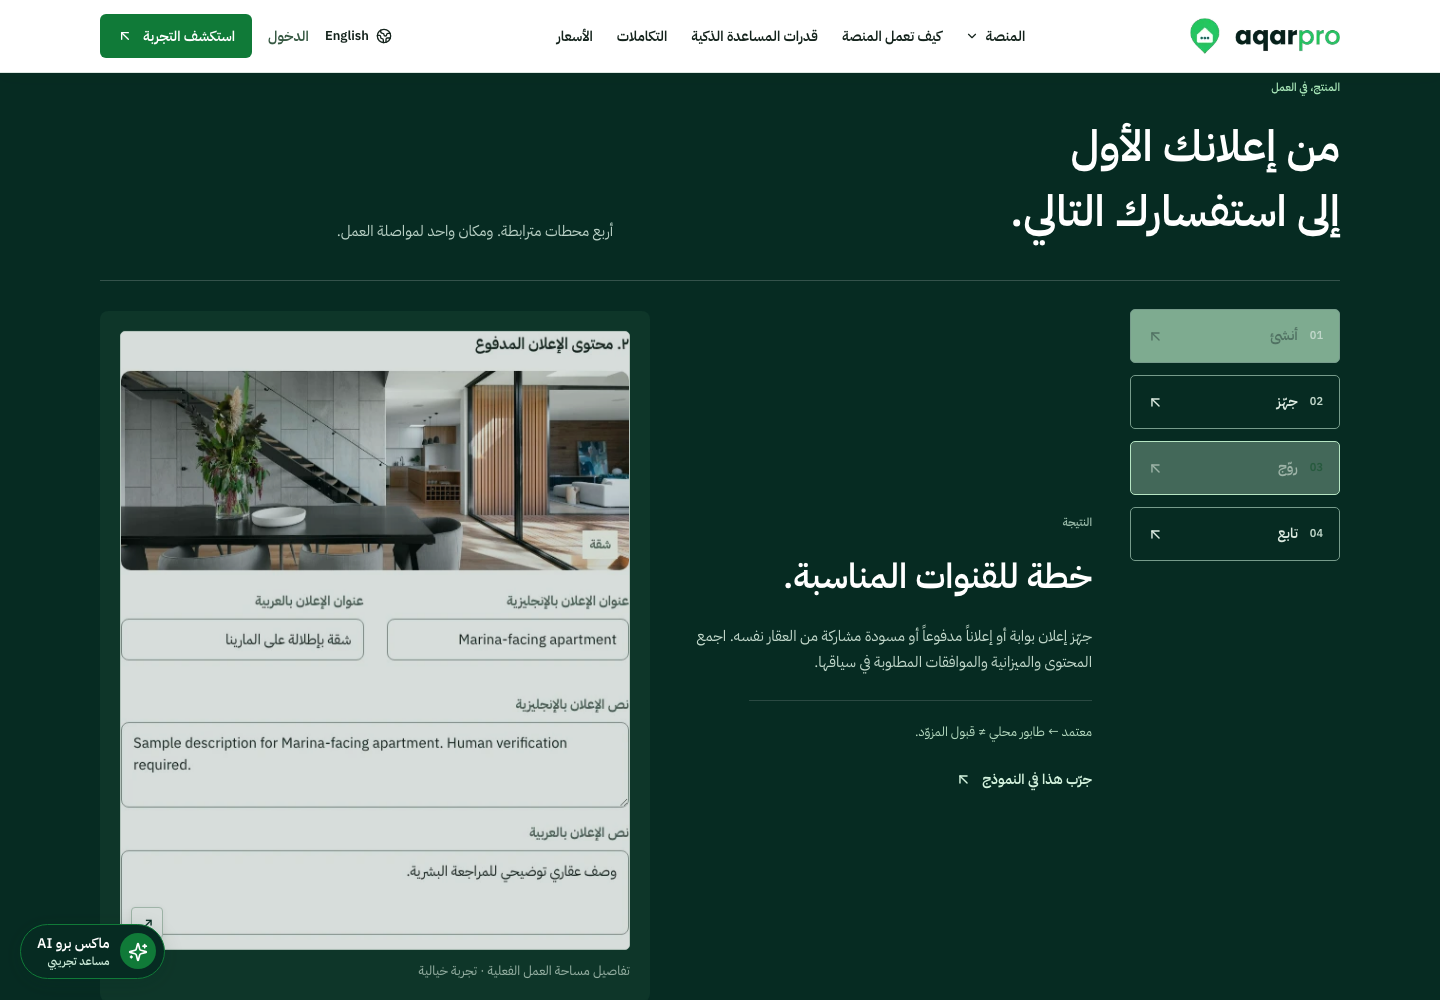 aqarpro
المنصة
كيف تعمل المنصة
قدرات المساعدة الذكية
التكاملات
الأسعار
English
الدخول
استكشف التجربة
المنتج، في العمل
من إعلانك الأول
إلى استفسارك التالي.
أربع محطات مترابطة. ومكان واحد لمواصلة العمل.
01 أنشئ
02 جهّز
03 روّج
04 تابع
النتيجة
خطة للقنوات المناسبة.
جهّز إعلان بوابة أو إعلاناً مدفوعاً أو مسودة مشاركة من العقار نفسه. اجمع
المحتوى والميزانية والموافقات المطلوبة في سياقها.
معتمد ← طابور محلي ≠ قبول المزوّد.
جرّب هذا في النموذج
٢. محتوى الإعلان المدفوع
شقة
عنوان الإعلان بالإنجليزية
عنوان الإعلان بالعربية
Marina-facing apartment
شقة بإطلالة على المارينا
نص الإعلان بالإنجليزية
Sample description for Marina-facing apartment. Human verification
required.
نص الإعلان بالعربية
وصف عقاري توضيحي للمراجعة البشرية.
تفاصيل مساحة العمل الفعلية · تجربة خيالية
ماكس برو AI
مساعد تجريبي